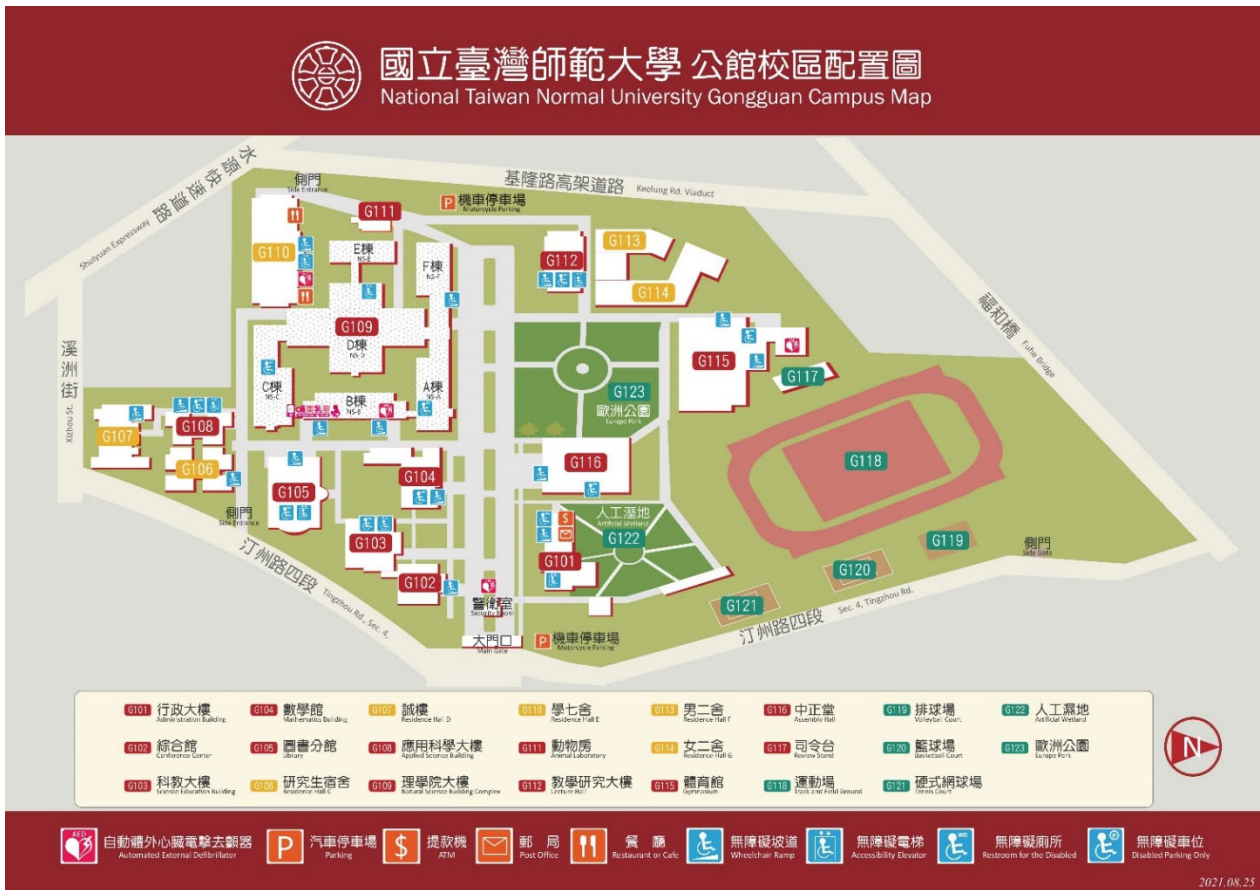 國立臺灣師範大學 公館校區配置圖
National Taiwan Normal University Gongguan Campus Map
水源快速道路
Shuiyuan Expressway
側門
Side Entrance
基隆路高架道路 Keelung Rd. Viaduct
P 機車停車場
Motorcycle Parking
G111
G110
E棟
NS-E
F棟
NS-F
G112
G113
G114
G109
D棟
NS-D
C棟
NS-C
B棟
NS-B
A棟
NS-A
G115
G117
福和橋 Fuhe Bridge
G123
歐洲公園
Europe Park
溪洲街
Xizhou St.
G107
G108
G106
G105
G104
G116
G118
側門
Side Entrance
G103
G102
人工溼地
Artificial Wetland
G122
$
G101
G119
G120
G121
側門
Side Gate
汀州路四段 Tingzhou Rd., Sec. 4,
警衛室
Security Room
大門口
Main Gate
P 機車停車場
Motorcycle Parking
汀州路四段 Sec. 4, Tingzhou Rd.
G101 行政大樓
Administration Building
G104 數學館
Mathematics Building
G107 誠樓
Residence Hall D
G110 學七舍
Residence Hall E
G113 男二舍
Residence Hall F
G116 中正堂
Assembly Hall
G119 排球場
Volleyball Court
G122 人工濕地
Artificial Wetland
G102 綜合館
Conference Center
G105 圖書分館
Library
G108 應用科學大樓
Applied Science Building
G111 動物房
Animal Laboratory
G114 女二舍
Residence Hall G
G117 司令台
Review Stand
G120 籃球場
Basketball Court
G123 歐洲公園
Europe Park
G103 科教大樓
Science Education Building
G106 研究生宿舍
Residence Hall C
G109 理學院大樓
Natural Science Building Complex
G112 教學研究大樓
Lecture Hall
G115 體育館
Gymnasium
G118 運動場
Track and Field Ground
G121 硬式網球場
Tennis Court
N
AED 自動體外心臟電擊去顫器
Automated External Defibrillator
P 汽車停車場
Parking
$ 提款機
ATM
郵局
Post Office
餐廳
Restaurant or Cafe
無障礙坡道
Wheelchair Ramp
無障礙電梯
Accessibility Elevator
WC 無障礙廁所
Restroom for the Disabled
P 無障礙車位
Disabled Parking Only
2021.08.25